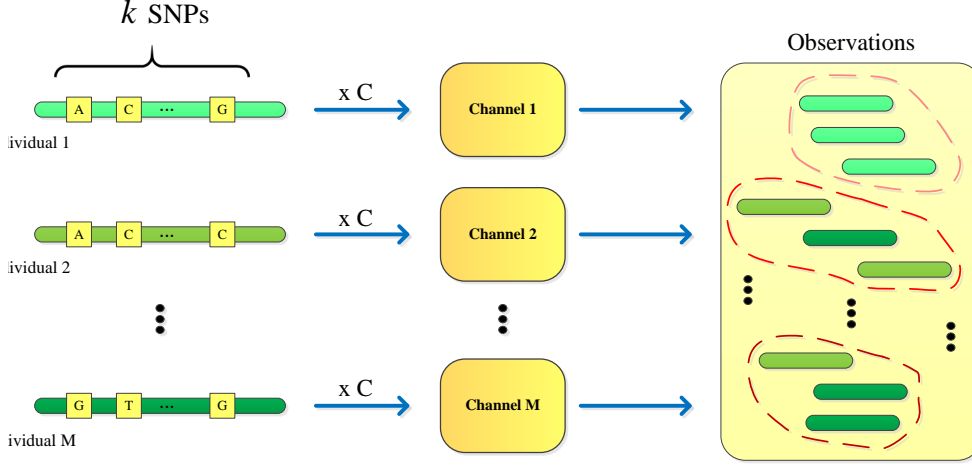 k SNPs
Observations
A C ... G
x C
Channel 1
ividual 1
A C ... C
x C
Channel 2
ividual 2
G T ... G
x C
Channel M
ividual M